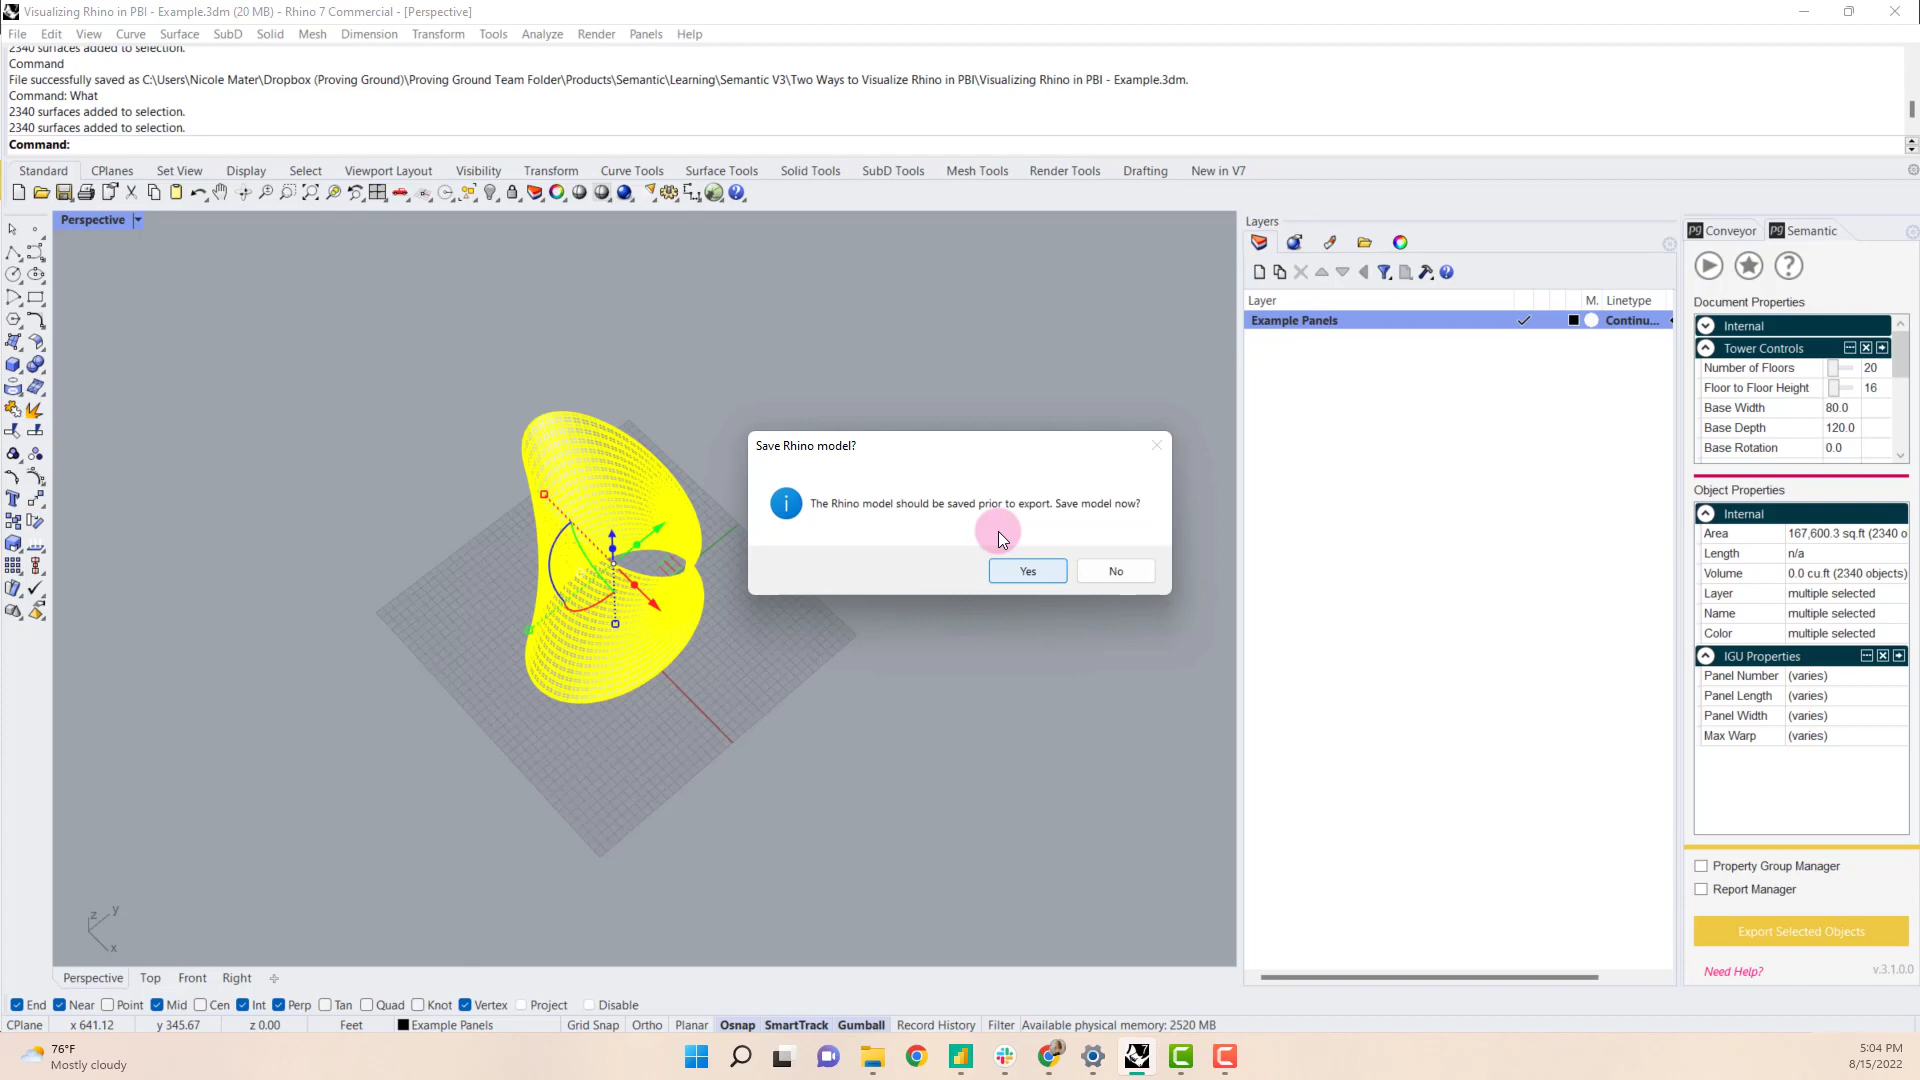 Visualizing Rhino in PBI - Example.3dm (20 MB) - Rhino 7 Commercial - [Perspective]
File Edit View Curve Surface SubD Solid Mesh Dimension Transform Tools Analyze Render Panels Help
2340 surfaces added to selection.
Command
File successfully saved as C:\Users\Nicole Mater\Dropbox (Proving Ground)\Proving Ground Team Folder\Products\Semantic\Learning\Semantic V3\Two Ways to Visualize Rhino in PBI\Visualizing Rhino in PBI - Example.3dm.
Command: What
2340 surfaces added to selection.
2340 surfaces added to selection.
Command:
Standard CPlanes Set View Display Select Viewport Layout Visibility Transform Curve Tools Surface Tools Solid Tools SubD Tools Mesh Tools Render Tools Drafting New in V7
Perspective
Layers
Layer M. Linetype
Example Panels Continu...
Save Rhino model?
The Rhino model should be saved prior to export. Save model now?
Yes No
z y
x
pg Conveyor pg Semantic
Document Properties
Internal
Tower Controls
Number of Floors 20
Floor to Floor Height 16
Base Width 80.0
Base Depth 120.0
Base Rotation 0.0
Object Properties
Internal
Area 167,600.3 sq.ft (2340 o
Length n/a
Volume 0.0 cu.ft (2340 objects)
Layer multiple selected
Name multiple selected
Color multiple selected
IGU Properties
Panel Number (varies)
Panel Length (varies)
Panel Width (varies)
Max Warp (varies)
Property Group Manager
Report Manager
Export Selected Objects
Need Help? v.3.1.0.0
Perspective Top Front Right
End Near Point Mid Cen Int Perp Tan Quad Knot Vertex Project Disable
CPlane x 641.12 y 345.67 z 0.00 Feet Example Panels Grid Snap Ortho Planar Osnap SmartTrack Gumball Record History Filter Available physical memory: 2520 MB
76°F
Mostly cloudy
5:04 PM
8/15/2022